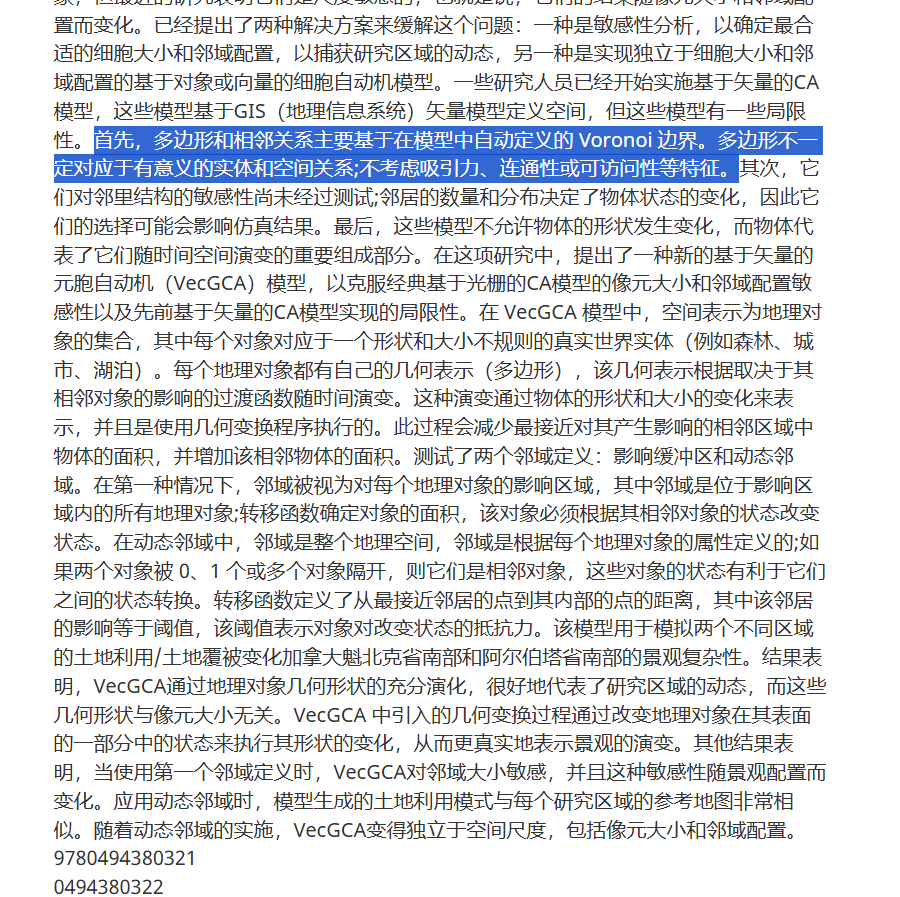 置而变化。已经提出了两种解决方案来缓解这个问题：一种是敏感性分析，以确定最合
适的细胞大小和邻域配置，以捕获研究区域的动态，另一种是实现独立于细胞大小和邻
域配置的基于对象或向量的细胞自动机模型。一些研究人员已经开始实施基于矢量的CA
模型，这些模型基于GIS（地理信息系统）矢量模型定义空间，但这些模型有一些局限
性。首先，多边形和相邻关系主要基于在模型中自动定义的 Voronoi 边界。多边形不一
定对应于有意义的实体和空间关系;不考虑吸引力、连通性或可访问性等特征。其次，它
们对邻里结构的敏感性尚未经过测试;邻居的数量和分布决定了物体状态的变化，因此它
们的选择可能会影响仿真结果。最后，这些模型不允许物体的形状发生变化，而物体代
表了它们随时间空间演变的重要组成部分。在这项研究中，提出了一种新的基于矢量的
元胞自动机（VecGCA）模型，以克服经典基于光栅的CA模型的像元大小和邻域配置敏
感性以及先前基于矢量的CA模型实现的局限性。在 VecGCA 模型中，空间表示为地理对
象的集合，其中每个对象对应于一个形状和大小不规则的真实世界实体（例如森林、城
市、湖泊）。每个地理对象都有自己的几何表示（多边形），该几何表示根据取决于其
相邻对象的影响的过渡函数随时间演变。这种演变通过物体的形状和大小的变化来表
示，并且是使用几何变换程序执行的。此过程会减少最接近对其产生影响的相邻区域中
物体的面积，并增加该相邻物体的面积。测试了两个邻域定义：影响缓冲区和动态邻
域。在第一种情况下，邻域被视为对每个地理对象的影响区域，其中邻域是位于影响区
域内的所有地理对象;转移函数确定对象的面积，该对象必须根据其相邻对象的状态改变
状态。在动态邻域中，邻域是整个地理空间，邻域是根据每个地理对象的属性定义的;如
果两个对象被 0、1 个或多个对象隔开，则它们是相邻对象，这些对象的状态有利于它们
之间的状态转换。转移函数定义了从最接近邻居的点到其内部的点的距离，其中该邻居
的影响等于阈值，该阈值表示对象对改变状态的抵抗力。该模型用于模拟两个不同区域
的土地利用/土地覆被变化加拿大魁北克省南部和阿尔伯塔省南部的景观复杂性。结果表
明，VecGCA通过地理对象几何形状的充分演化，很好地代表了研究区域的动态，而这些
几何形状与像元大小无关。VecGCA 中引入的几何变换过程通过改变地理对象在其表面
的一部分中的状态来执行其形状的变化，从而更真实地表示景观的演变。其他结果表
明，当使用第一个邻域定义时，VecGCA对邻域大小敏感，并且这种敏感性随景观配置而
变化。应用动态邻域时，模型生成的土地利用模式与每个研究区域的参考地图非常相
似。随着动态邻域的实施，VecGCA变得独立于空间尺度，包括像元大小和邻域配置。
9780494380321
0494380322